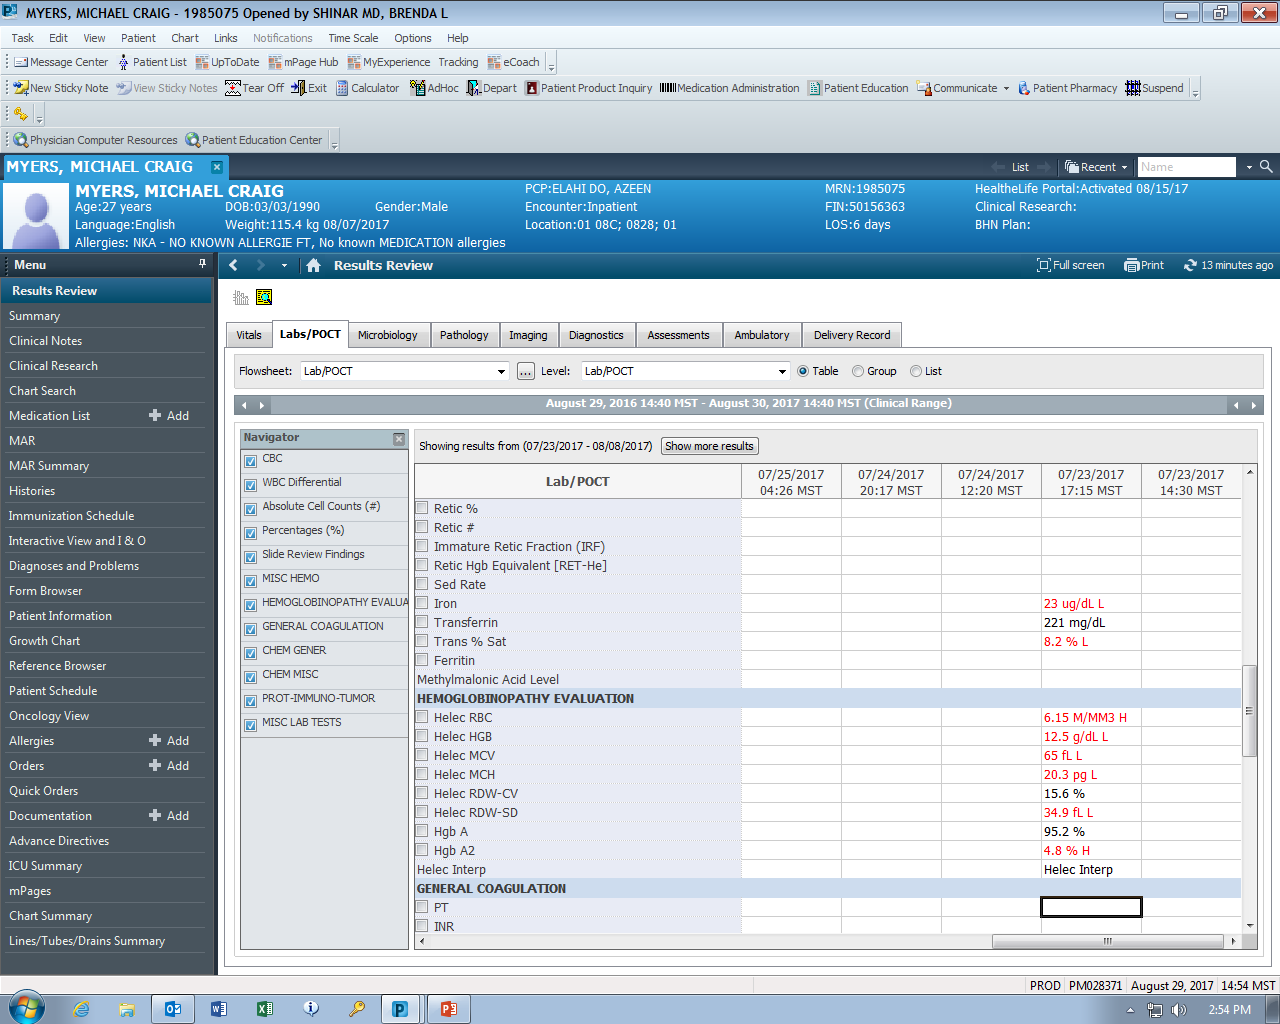 MYERS, MICHAEL CRAIG - 1985075 Opened by SHINAR MD, BRENDA L
Task Edit View Patient Chart Links Notifications Time Scale Options Help
Message Center Patient List UpToDate mPage Hub MyExperience Tracking eCoach
New Sticky Note View Sticky Notes Tear Off Exit Calculator AdHoc Depart Patient Product Inquiry Medication Administration Patient Education Communicate Patient Pharmacy Suspend
Physician Computer Resources Patient Education Center
MYERS, MICHAEL CRAIG List Recent Name
MYERS, MICHAEL CRAIG PCP:ELAHI DO, AZEEN MRN:1985075 HealtheLife Portal:Activated 08/15/17
Age:27 years DOB:03/03/1990 Gender:Male Encounter:Inpatient FIN:50156363 Clinical Research:
Language:English Weight:115.4 kg 08/07/2017 Location:01 08C; 0828; 01 LOS:6 days BHN Plan:
Allergies: NKA - NO KNOWN ALLERGIE FT, No known MEDICATION allergies
Menu Results Review Full screen Print 13 minutes ago
Results Review
Summary
Clinical Notes
Clinical Research
Chart Search
Medication List Add
MAR
MAR Summary
Histories
Immunization Schedule
Interactive View and I & O
Diagnoses and Problems
Form Browser
Patient Information
Growth Chart
Reference Browser
Patient Schedule
Oncology View
Allergies Add
Orders Add
Quick Orders
Documentation Add
Advance Directives
ICU Summary
mPages
Chart Summary
Lines/Tubes/Drains Summary
Vitals Labs/POCT Microbiology Pathology Imaging Diagnostics Assessments Ambulatory Delivery Record
Flowsheet: Lab/POCT ... Level: Lab/POCT Table Group List
August 29, 2016 14:40 MST - August 30, 2017 14:40 MST (Clinical Range)
Navigator
CBC
WBC Differential
Absolute Cell Counts (#)
Percentages (%)
Slide Review Findings
MISC HEMO
HEMOGLOBINOPATHY EVALUA
GENERAL COAGULATION
CHEM GENER
CHEM MISC
PROT-IMMUNO-TUMOR
MISC LAB TESTS
Showing results from (07/23/2017 - 08/08/2017) Show more results
Lab/POCT 07/25/2017 07/24/2017 07/24/2017 07/23/2017 07/23/2017
04:26 MST 20:17 MST 12:20 MST 17:15 MST 14:30 MST
Retic %
Retic #
Immature Retic Fraction (IRF)
Retic Hgb Equivalent [RET-He]
Sed Rate
Iron 23 ug/dL L
Transferrin 221 mg/dL
Trans % Sat 8.2 % L
Ferritin
Methylmalonic Acid Level
HEMOGLOBINOPATHY EVALUATION
Helec RBC 6.15 M/MM3 H
Helec HGB 12.5 g/dL L
Helec MCV 65 fL L
Helec MCH 20.3 pg L
Helec RDW-CV 15.6 %
Helec RDW-SD 34.9 fL L
Hgb A 95.2 %
Hgb A2 4.8 % H
Helec Interp Helec Interp
GENERAL COAGULATION
PT
INR
PROD PM028371 August 29, 2017 14:54 MST
2:54 PM